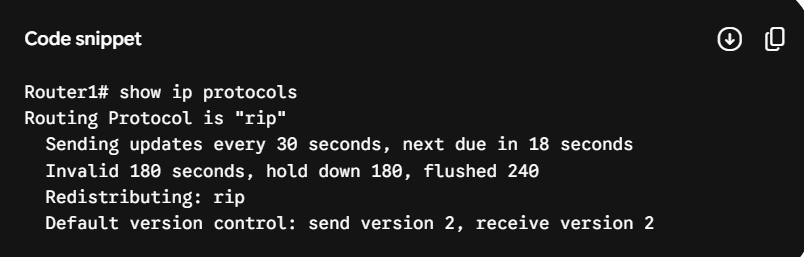 Code snippet
Router1# show ip protocols
Routing Protocol is "rip"
Sending updates every 30 seconds, next due in 18 seconds
Invalid 180 seconds, hold down 180, flushed 240
Redistributing: rip
Default version control: send version 2, receive version 2